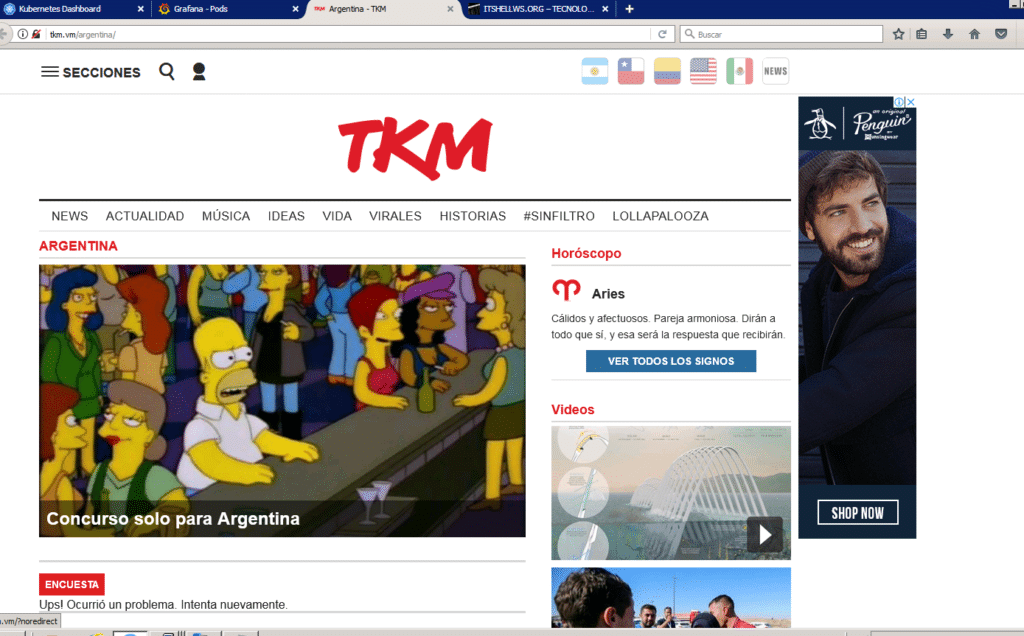 Kubernetes Dashboard
Grafana - Pods
TKM Argentina - TKM
ITSHELLWS.ORG – TECNOLO...
tkm.vm/argentina/
Buscar
SECCIONES
NEWS
TKM
an original
Penguin
BY Munsingwear
NEWS ACTUALIDAD MÚSICA IDEAS VIDA VIRALES HISTORIAS #SINFILTRO LOLLAPALOOZA
ARGENTINA
Concurso solo para Argentina
ENCUESTA
Ups! Ocurrió un problema. Intenta nuevamente.
Horóscopo
Aries
Cálidos y afectuosos. Pareja armoniosa. Dirán a
todo que sí, y esa será la respuesta que recibirán.
VER TODOS LOS SIGNOS
Videos
SHOP NOW
.vm/?noredirect